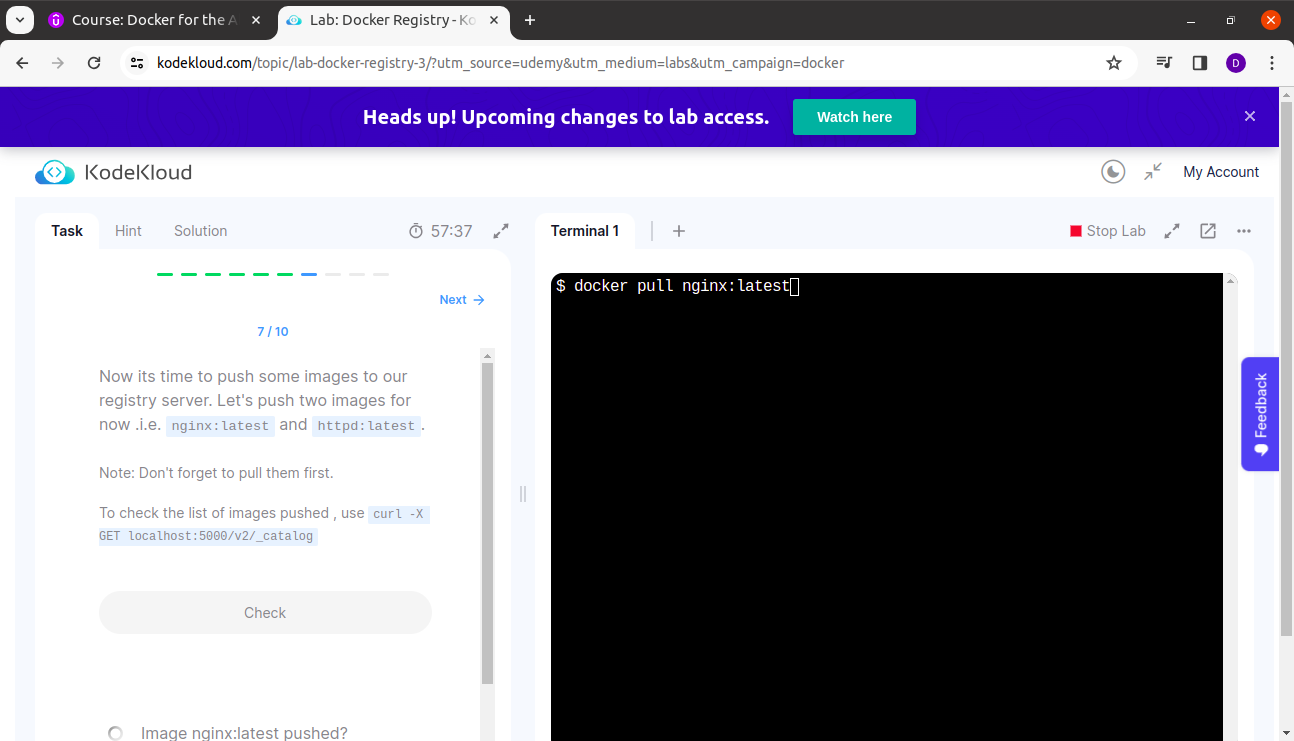 Course: Docker for the A
Lab: Docker Registry - Ko
kodekloud.com/topic/lab-docker-registry-3/?utm_source=udemy&utm_medium=labs&utm_campaign=docker
D
Heads up! Upcoming changes to lab access.
Watch here
KodeKloud
My Account
Task
Hint
Solution
57:37
Terminal 1
Stop Lab
Next
7 / 10
$ docker pull nginx:latest
Now its time to push some images to our
registry server. Let's push two images for
now .i.e. nginx:latest and httpd:latest.
Note: Don't forget to pull them first.
To check the list of images pushed , use curl -X
GET localhost:5000/v2/_catalog
Check
Image nginx:latest pushed?
Feedback